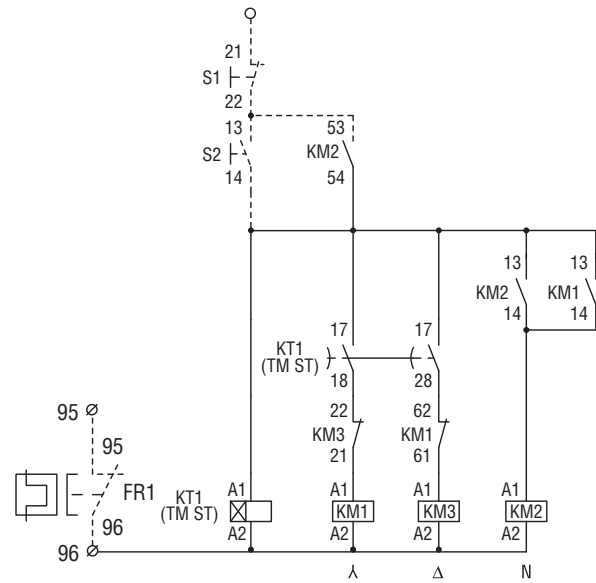 21
S1
22
13 53
S2 KM2
14 54
13 13
KM2 KM1
14 14
17 17
KT1
(TM ST)
18 28
22 62
95
KM3 KM1
95
21 61
FR1
KT1
(TM ST)
A1 A1 A1 A1
KM1 KM3 KM2
A2 A2 A2 A2
96
96
⅄ Δ N